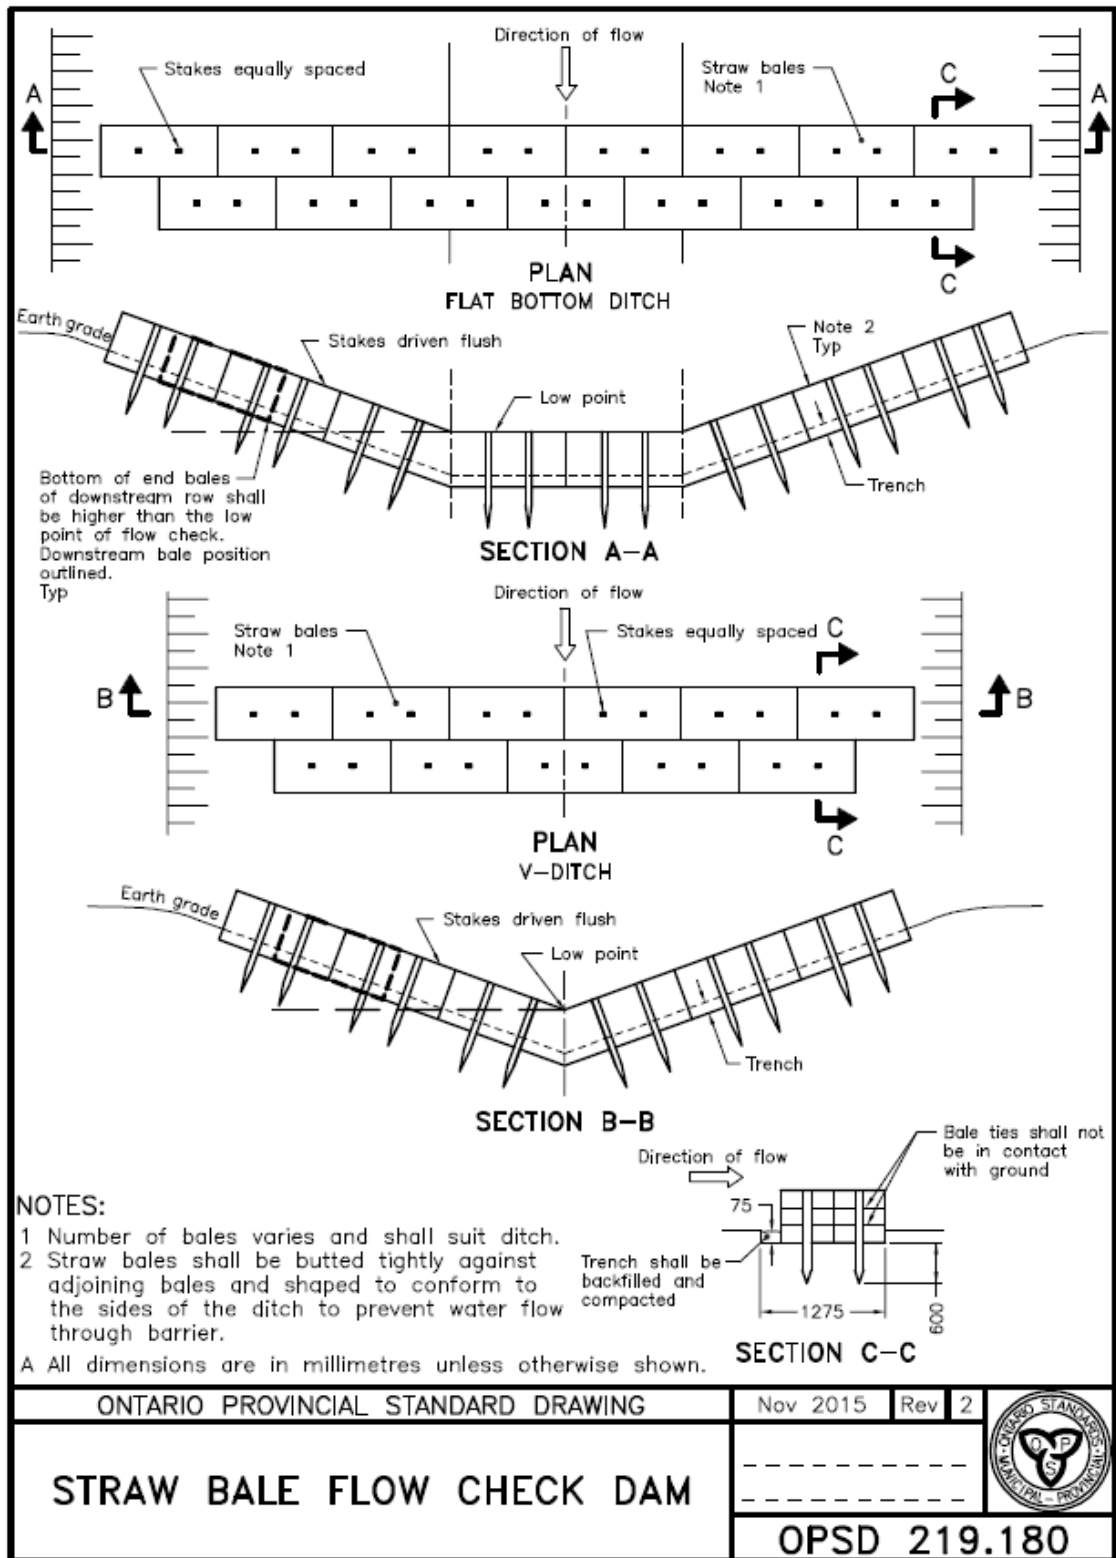 Direction of flow
Stakes equally spaced
Straw bales
Note 1
C
A
A
C
PLAN
FLAT BOTTOM DITCH
Earth grade
Stakes driven flush
Note 2
Typ
Low point
Trench
Bottom of end bales
of downstream row shall
be higher than the low
point of flow check.
Downstream bale position
outlined.
Typ
SECTION A-A
Direction of flow
Straw bales
Note 1
Stakes equally spaced
C
B
B
C
PLAN
V-DITCH
Earth grade
Stakes driven flush
Low point
Trench
SECTION B-B
Direction of flow
Bale ties shall not
be in contact
with ground
75
Trench shall be
backfilled and
compacted
1275
600
SECTION C-C
NOTES:
1 Number of bales varies and shall suit ditch.
2 Straw bales shall be butted tightly against
adjoining bales and shaped to conform to
the sides of the ditch to prevent water flow
through barrier.
A All dimensions are in millimetres unless otherwise shown.
ONTARIO PROVINCIAL STANDARD DRAWING
Nov 2015 Rev 2
ONTARIO STANDARDS
MUNICIPAL - PROVINCIAL
O P S
STRAW BALE FLOW CHECK DAM
OPSD 219.180